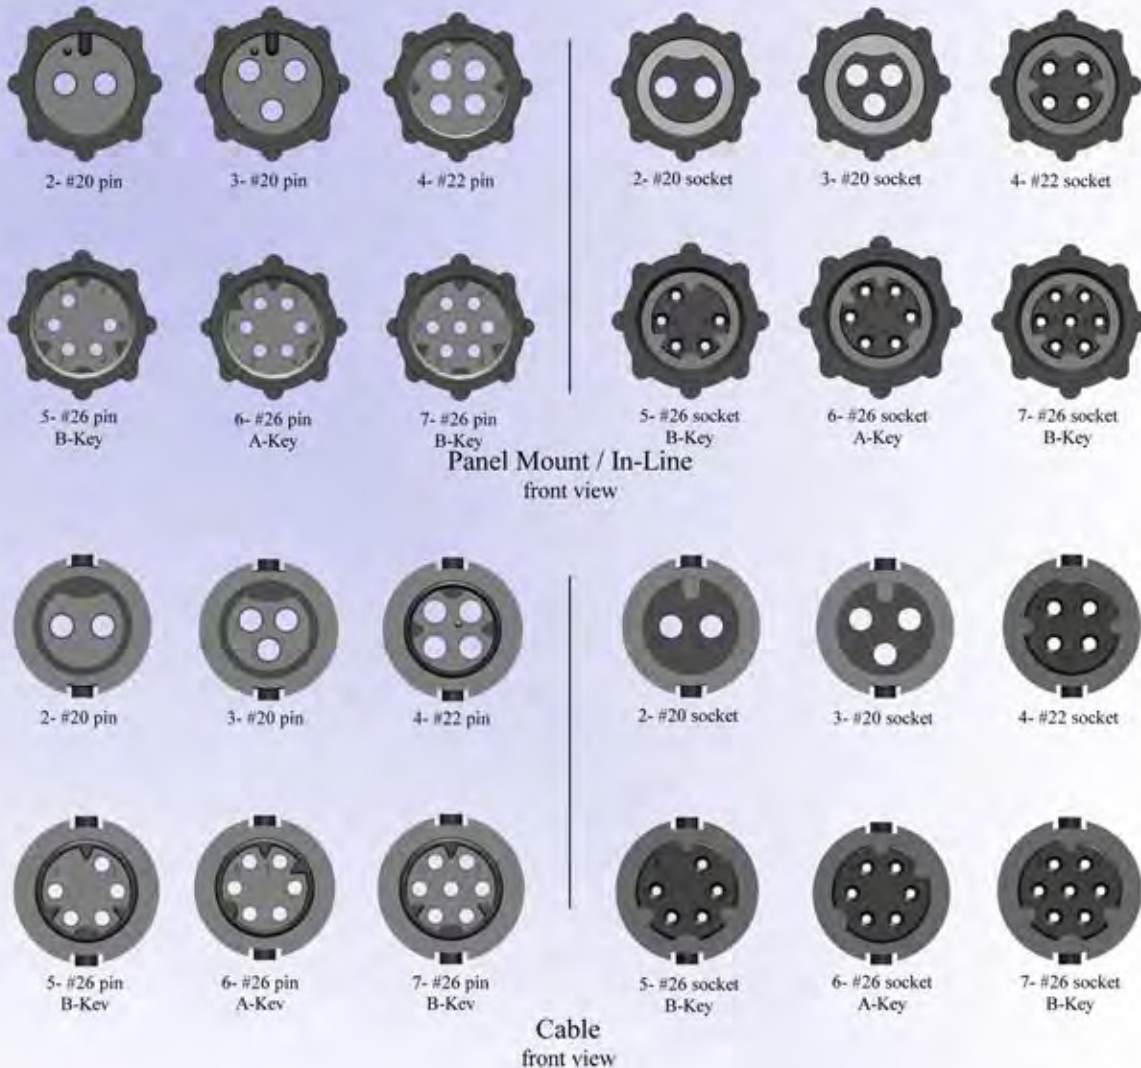 2- #20 pin
3- #20 pin
4- #22 pin
2- #20 socket
3- #20 socket
4- #22 socket
5- #26 pin
B-Key
6- #26 pin
A-Key
7- #26 pin
B-Key
5- #26 socket
B-Key
6- #26 socket
A-Key
7- #26 socket
B-Key
Panel Mount / In-Line
front view
2- #20 pin
3- #20 pin
4- #22 pin
2- #20 socket
3- #20 socket
4- #22 socket
5- #26 pin
B-Kev
6- #26 pin
A-Kev
7- #26 pin
B-Kev
5- #26 socket
B-Key
6- #26 socket
A-Key
7- #26 socket
B-Key
Cable
front view